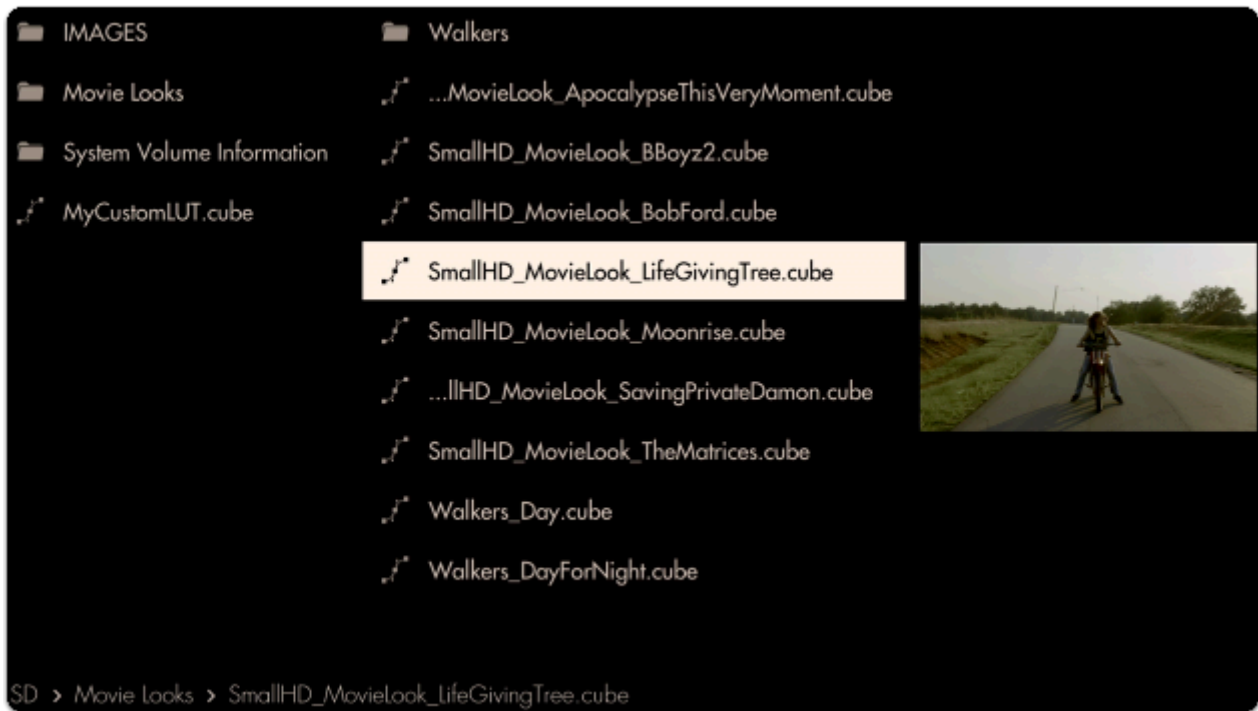 IMAGES
Movie Looks
System Volume Information
MyCustomLUT.cube
Walkers
...MovieLook_ApocalypseThisVeryMoment.cube
SmallHD_MovieLook_BBoyz2.cube
SmallHD_MovieLook_BobFord.cube
SmallHD_MovieLook_LifeGivingTree.cube
SmallHD_MovieLook_Moonrise.cube
...llHD_MovieLook_SavingPrivateDamon.cube
SmallHD_MovieLook_TheMatrices.cube
Walkers_Day.cube
Walkers_DayForNight.cube
SD > Movie Looks > SmallHD_MovieLook_LifeGivingTree.cube